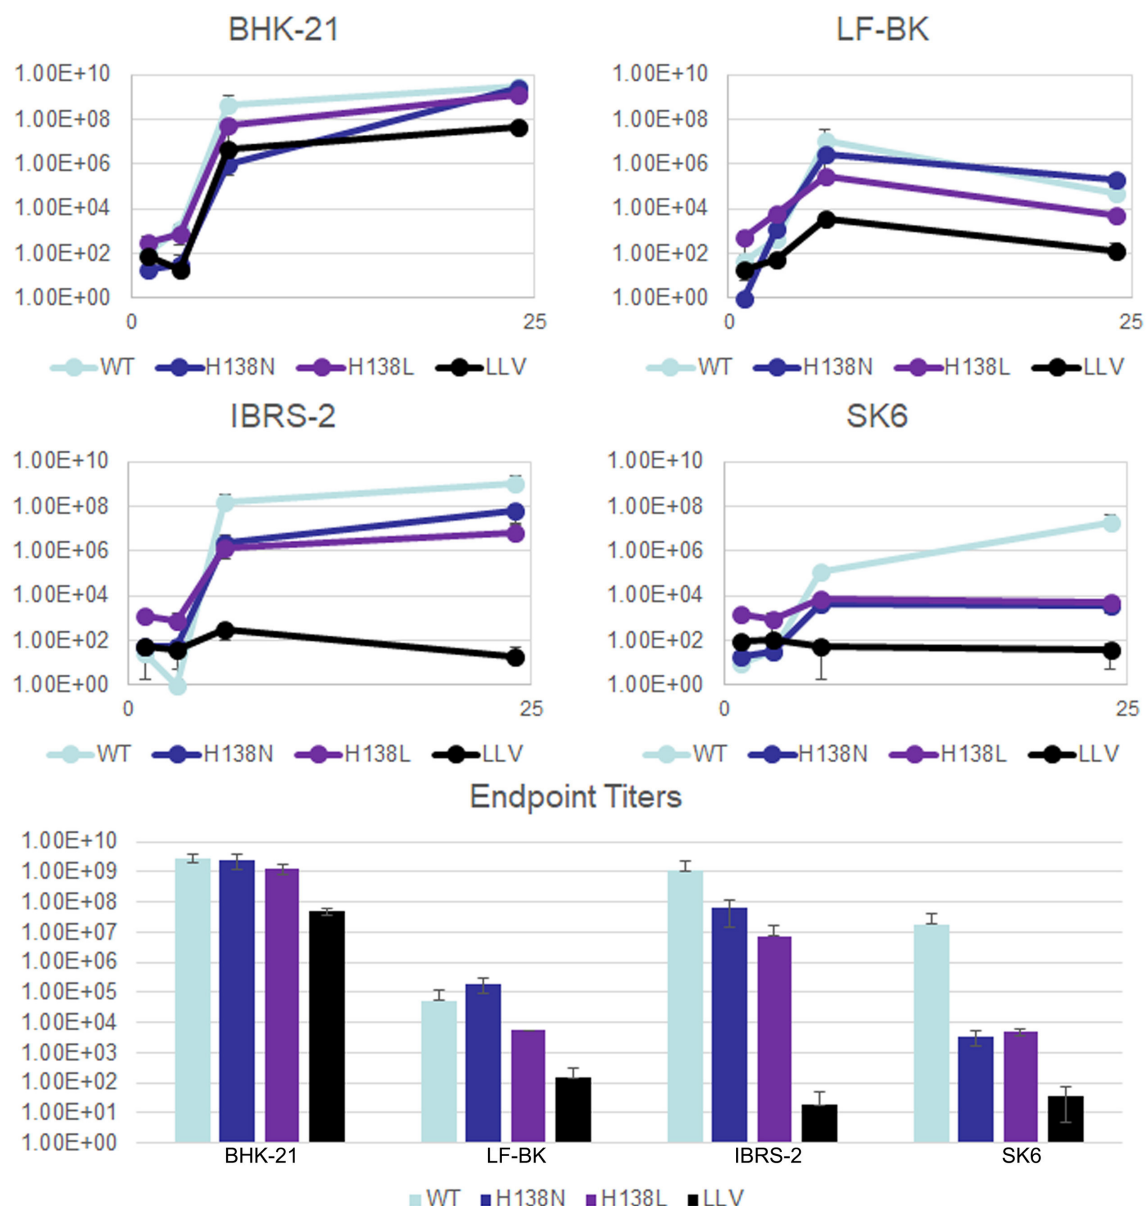 BHK-21
1.00E+10
1.00E+08
1.00E+06
1.00E+04
1.00E+02
1.00E+00
0 25
WT H138N H138L LLV
LF-BK
1.00E+10
1.00E+08
1.00E+06
1.00E+04
1.00E+02
1.00E+00
0 25
WT H138N H138L LLV
IBRS-2
1.00E+10
1.00E+08
1.00E+06
1.00E+04
1.00E+02
1.00E+00
0 25
WT H138N H138L LLV
SK6
1.00E+10
1.00E+08
1.00E+06
1.00E+04
1.00E+02
1.00E+00
0 25
WT H138N H138L LLV
Endpoint Titers
1.00E+10
1.00E+09
1.00E+08
1.00E+07
1.00E+06
1.00E+05
1.00E+04
1.00E+03
1.00E+02
1.00E+01
1.00E+00
BHK-21 LF-BK IBRS-2 SK6
WT H138N H138L LLV